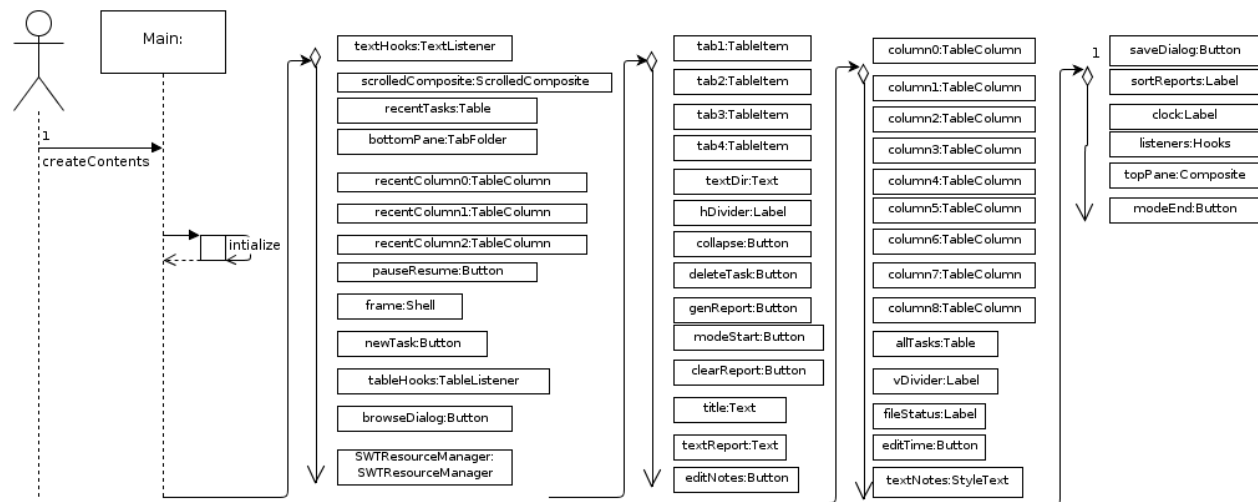 Main:
1
createContents
intialize
textHooks:TextListener
scrolledComposite:ScrolledComposite
recentTasks:Table
bottomPane:TabFolder
recentColumn0:TableColumn
recentColumn1:TableColumn
recentColumn2:TableColumn
pauseResume:Button
frame:Shell
newTask:Button
tableHooks:TableListener
browseDialog:Button
SWTResourceManager:
SWTResourceManager
tab1:TableItem
tab2:TableItem
tab3:TableItem
tab4:TableItem
textDir:Text
hDivider:Label
collapse:Button
deleteTask:Button
genReport:Button
modeStart:Button
clearReport:Button
title:Text
textReport:Text
editNotes:Button
column0:TableColumn
column1:TableColumn
column2:TableColumn
column3:TableColumn
column4:TableColumn
column5:TableColumn
column6:TableColumn
column7:TableColumn
column8:TableColumn
allTasks:Table
vDivider:Label
fileStatus:Label
editTime:Button
textNotes:StyleText
1
saveDialog:Button
sortReports:Label
clock:Label
listeners:Hooks
topPane:Composite
modeEnd:Button